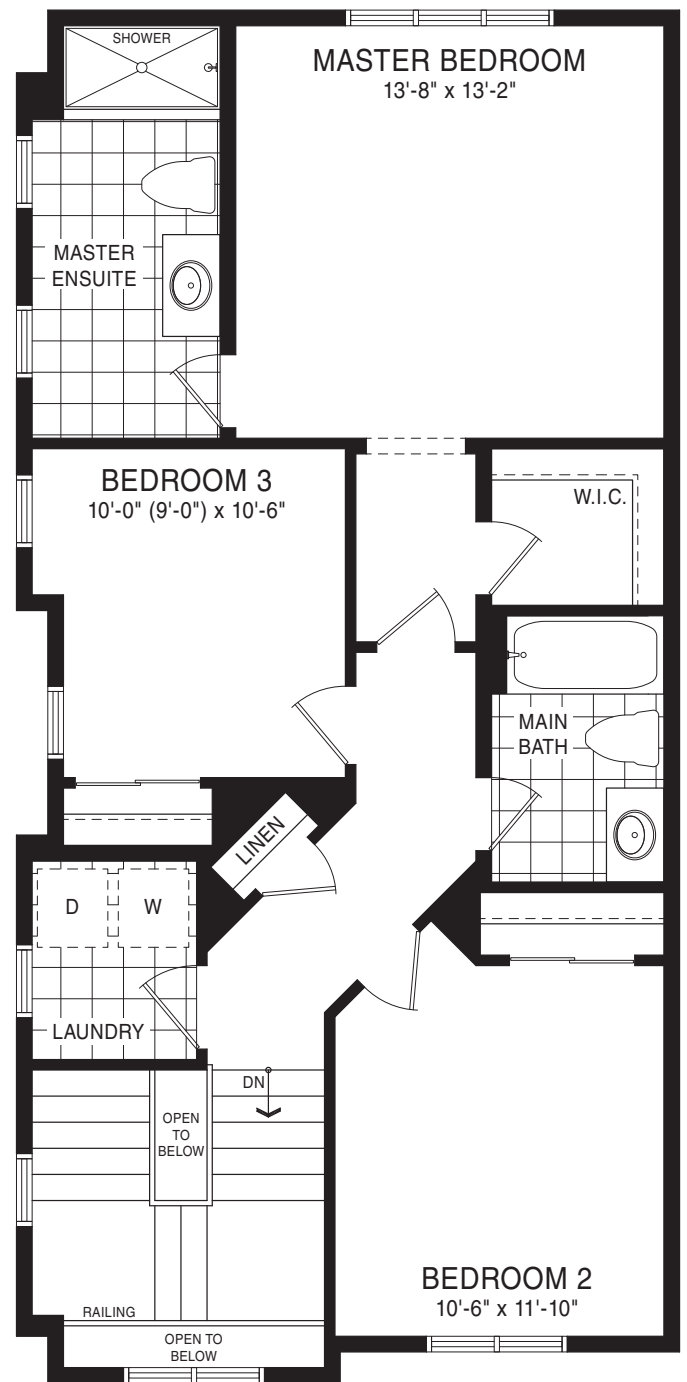 SHOWER
MASTER BEDROOM
13'-8" x 13'-2"
MASTER
ENSUITE
BEDROOM 3
10'-0" (9'-0") x 10'-6"
W.I.C.
MAIN
BATH
LINEN
D
W
LAUNDRY
DN
OPEN
TO
BELOW
BEDROOM 2
10'-6" x 11'-10"
RAILING
OPEN TO
BELOW